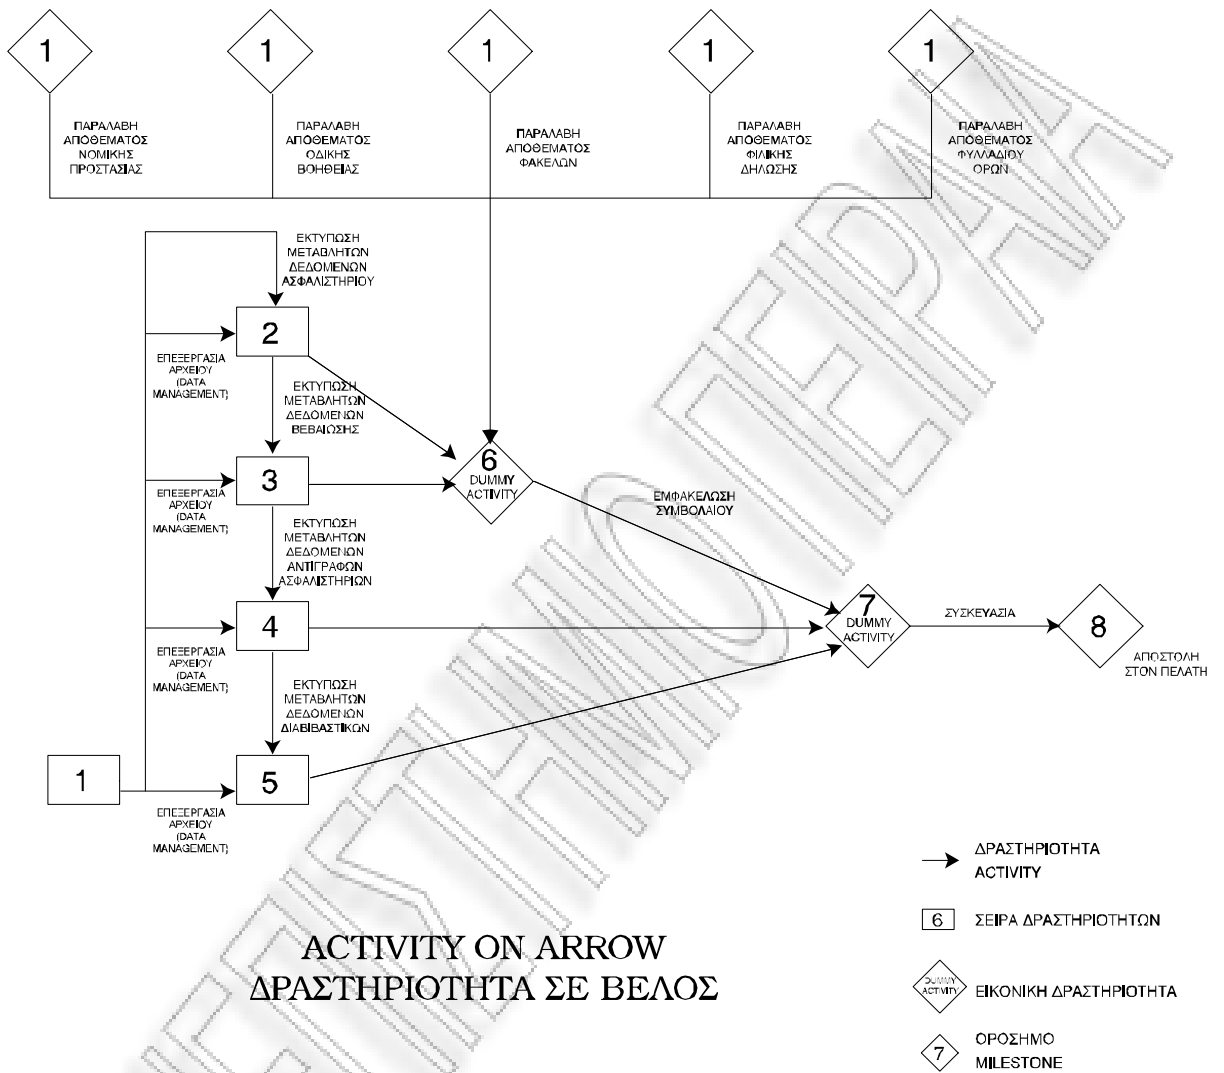 1
1
1
1
1
ΠΑΡΑΛΑΒΗ
ΑΠΟΘΕΜΑΤΟΣ
ΝΟΜΙΚΗΣ
ΠΡΟΣΤΑΣΙΑΣ
ΠΑΡΑΛΑΒΗ
ΑΠΟΘΕΜΑΤΟΣ
ΟΔΙΚΗΣ
ΒΟΗΘΕΙΑΣ
ΠΑΡΑΛΑΒΗ
ΑΠΟΘΕΜΑΤΟΣ
ΦΑΚΕΛΩΝ
ΠΑΡΑΛΑΒΗ
ΑΠΟΘΕΜΑΤΟΣ
ΦΙΛΙΚΗΣ
ΔΗΛΩΣΗΣ
ΠΑΡΑΛΑΒΗ
ΑΠΟΘΕΜΑΤΟΣ
ΦΥΛΛΑΔΙΟΥ
ΟΡΩΝ
ΕΚΤΥΠΩΣΗ
ΜΕΤΑΒΛΗΤΩΝ
ΔΕΔΟΜΕΝΩΝ
ΑΣΦΑΛΙΣΤΗΡΙΟΥ
2
ΕΠΕΞΕΡΓΑΣΙΑ
ΑΡΧΕΙΟΥ
(DATA
MANAGEMENT)
ΕΚΤΥΠΩΣΗ
ΜΕΤΑΒΛΗΤΩΝ
ΔΕΔΟΜΕΝΩΝ
ΒΕΒΑΙΩΣΗΣ
3
ΕΠΕΞΕΡΓΑΣΙΑ
ΑΡΧΕΙΟΥ
(DATA
MANAGEMENT)
6
DUMMY
ACTIVITY
ΕΜΦΑΚΕΛΩΣΗ
ΣΥΜΒΟΛΑΙΟΥ
ΕΚΤΥΠΩΣΗ
ΜΕΤΑΒΛΗΤΩΝ
ΔΕΔΟΜΕΝΩΝ
ΑΝΤΙΓΡΑΦΩΝ
ΑΣΦΑΛΙΣΤΗΡΙΩΝ
4
ΕΠΕΞΕΡΓΑΣΙΑ
ΑΡΧΕΙΟΥ
(DATA
MANAGEMENT)
7
DUMMY
ACTIVITY
ΣΥΣΚΕΥΑΣΙΑ
8
ΑΠΟΣΤΟΛΗ
ΣΤΟΝ ΠΕΛΑΤΗ
ΕΚΤΥΠΩΣΗ
ΜΕΤΑΒΛΗΤΩΝ
ΔΕΔΟΜΕΝΩΝ
ΔΙΑΒΙΒΑΣΤΙΚΩΝ
1
5
ΕΠΕΞΕΡΓΑΣΙΑ
ΑΡΧΕΙΟΥ
(DATA
MANAGEMENT)
ΔΡΑΣΤΗΡΙΟΤΗΤΑ
ACTIVITY
6 ΣΕΙΡΑ ΔΡΑΣΤΗΡΙΟΤΗΤΩΝ
DUMMY
ACTIVITY
ΕΙΚΟΝΙΚΗ ΔΡΑΣΤΗΡΙΟΤΗΤΑ
7
ΟΡΟΣΗΜΟ
MILESTONE
ACTIVITY ON ARROW
ΔΡΑΣΤΗΡΙΟΤΗΤΑ ΣΕ ΒΕΛΟΣ